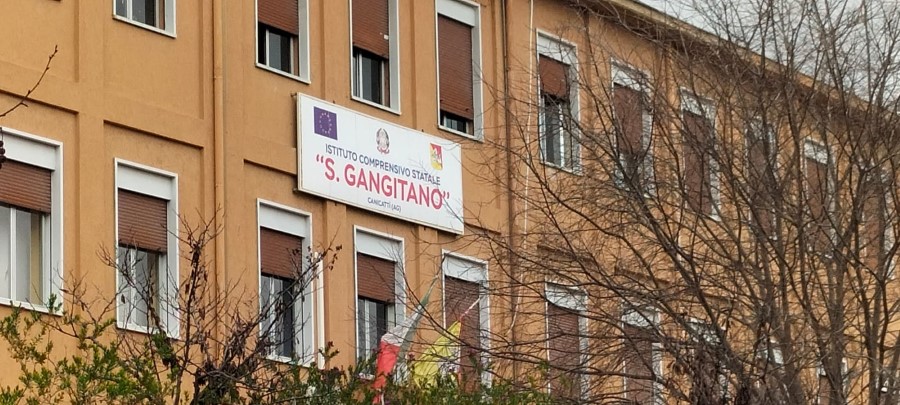 ISTITUTO COMPRENSIVO STATALE
"S. GANGITANO"
CANICATTÌ (AG)